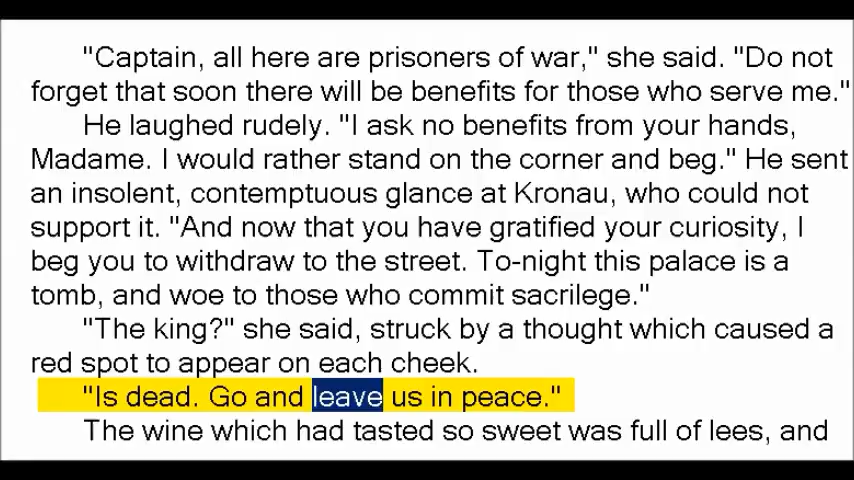 "Captain, all here are prisoners of war," she said. "Do not
forget that soon there will be benefits for those who serve me."
He laughed rudely. "I ask no benefits from your hands,
Madame. I would rather stand on the corner and beg." He sent
an insolent, contemptuous glance at Kronau, who could not
support it. "And now that you have gratified your curiosity, I
beg you to withdraw to the street. To-night this palace is a
tomb, and woe to those who commit sacrilege."
"The king?" she said, struck by a thought which caused a
red spot to appear on each cheek.
"Is dead. Go and leave us in peace."
The wine which had tasted so sweet was full of lees, and